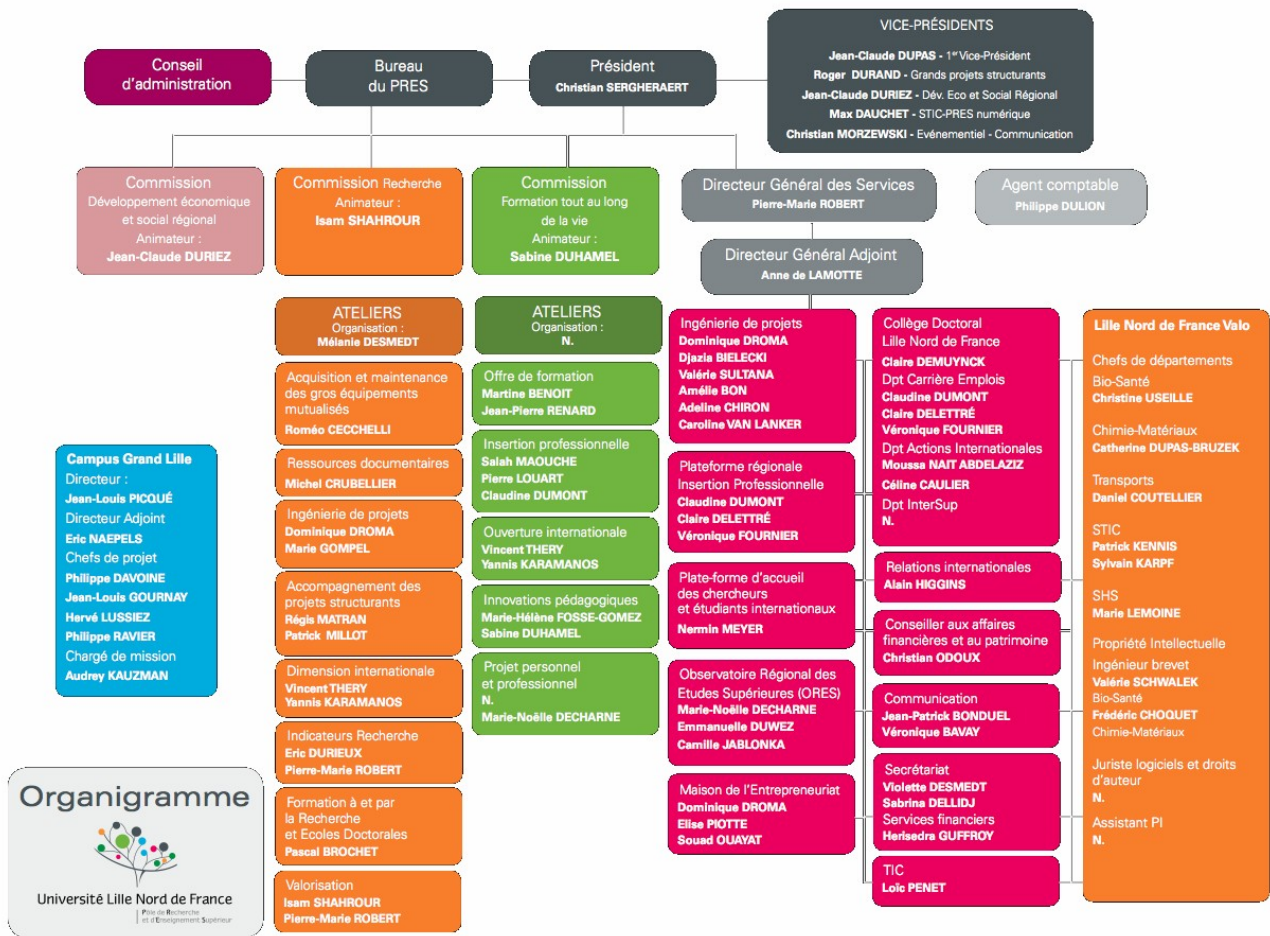 Conseil
d'administration
Bureau
du PRES
Président
Christian SERGHERAERT
VICE-PRÉSIDENTS
Jean-Claude DUPAS - 1er Vice-Président
Roger DURAND - Grands projets structurants
Jean-Claude DURIEZ - Dév. Eco et Social Régional
Max DAUCHET - STIC-PRES numérique
Christian MORZEWSKI - Evénementiel - Communication
Commission
Développement économique
et social régional
Animateur :
Jean-Claude DURIEZ
Commission Recherche
Animateur :
Isam SHAHROUR
Commission
Formation tout au long
de la vie
Animateur :
Sabine DUHAMEL
Directeur Général des Services
Pierre-Marie ROBERT
Agent comptable
Philippe DULION
Directeur Général Adjoint
Anne de LAMOTTE
Campus Grand Lille
Directeur :
Jean-Louis PICQUÉ
Directeur Adjoint
Eric NAEPELS
Chefs de projet
Philippe DAVOINE
Jean-Louis GOURNAY
Hervé LUSSIEZ
Philippe RAVIER
Chargé de mission
Audrey KAUZMAN
ATELIERS
Organisation :
Mélanie DESMEDT
Acquisition et maintenance
des gros équipements
mutualisés
Roméo CECCHELLI
Ressources documentaires
Michel CRUBELLIER
Ingénierie de projets
Dominique DROMA
Marie GOMPEL
Accompagnement des
projets structurants
Régis MATRAN
Patrick MILLOT
Dimension internationale
Vincent THERY
Yannis KARAMANOS
Indicateurs Recherche
Eric DURIEUX
Pierre-Marie ROBERT
Formation à et par
la Recherche
et Ecoles Doctorales
Pascal BROCHET
Valorisation
Isam SHAHROUR
Pierre-Marie ROBERT
ATELIERS
Organisation :
N.
Offre de formation
Martine BENOIT
Jean-Pierre RENARD
Insertion professionnelle
Salah MAOUCHE
Pierre LOUART
Claudine DUMONT
Ouverture internationale
Vincent THERY
Yannis KARAMANOS
Innovations pédagogiques
Marie-Hélène FOSSE-GOMEZ
Sabine DUHAMEL
Projet personnel
et professionnel
N.
Marie-Noëlle DECHARNE
Ingénierie de projets
Dominique DROMA
Djazia BIELECKI
Valérie SULTANA
Amélie BON
Adeline CHIRON
Caroline VAN LANKER
Plateforme régionale
Insertion Professionnelle
Claudine DUMONT
Claire DELETTRÉ
Véronique FOURNIER
Plate-forme d'accueil
des chercheurs
et étudiants internationaux
Nermin MEYER
Observatoire Régional des
Etudes Supérieures (ORES)
Marie-Noëlle DECHARNE
Emmanuelle DUWEZ
Camille JABLONKA
Maison de l'Entrepreneuriat
Dominique DROMA
Elise PIOTTE
Souad OUAYAT
Collège Doctoral
Lille Nord de France
Claire DEMUYNCK
Dpt Carrière Emplois
Claudine DUMONT
Claire DELETTRÉ
Véronique FOURNIER
Dpt Actions Internationales
Moussa NAIT ABDELAZIZ
Céline CAULIER
Dpt InterSup
N.
Relations internationales
Alain HIGGINS
Conseiller aux affaires
financières et au patrimoine
Christian ODOUX
Communication
Jean-Patrick BONDUEL
Véronique BAVAY
Secrétariat
Violette DESMEDT
Sabrina DELLIDJ
Services financiers
Herisedra GUFFROY
TIC
Loïc PENET
Lille Nord de France Valo
Chefs de départements
Bio-Santé
Christine USEILLE
Chimie-Matériaux
Catherine DUPAS-BRUZEK
Transports
Daniel COUTELLIER
STIC
Patrick KENNIS
Sylvain KARPF
SHS
Marie LEMOINE
Propriété Intellectuelle
Ingénieur brevet
Valérie SCHWALEK
Bio-Santé
Frédéric CHOQUET
Chimie-Matériaux
Juriste logiciels et droits
d'auteur
N.
Assistant PI
N.
Organigramme
Université Lille Nord de France
Pôle de Recherche
et d'Enseignement Supérieur